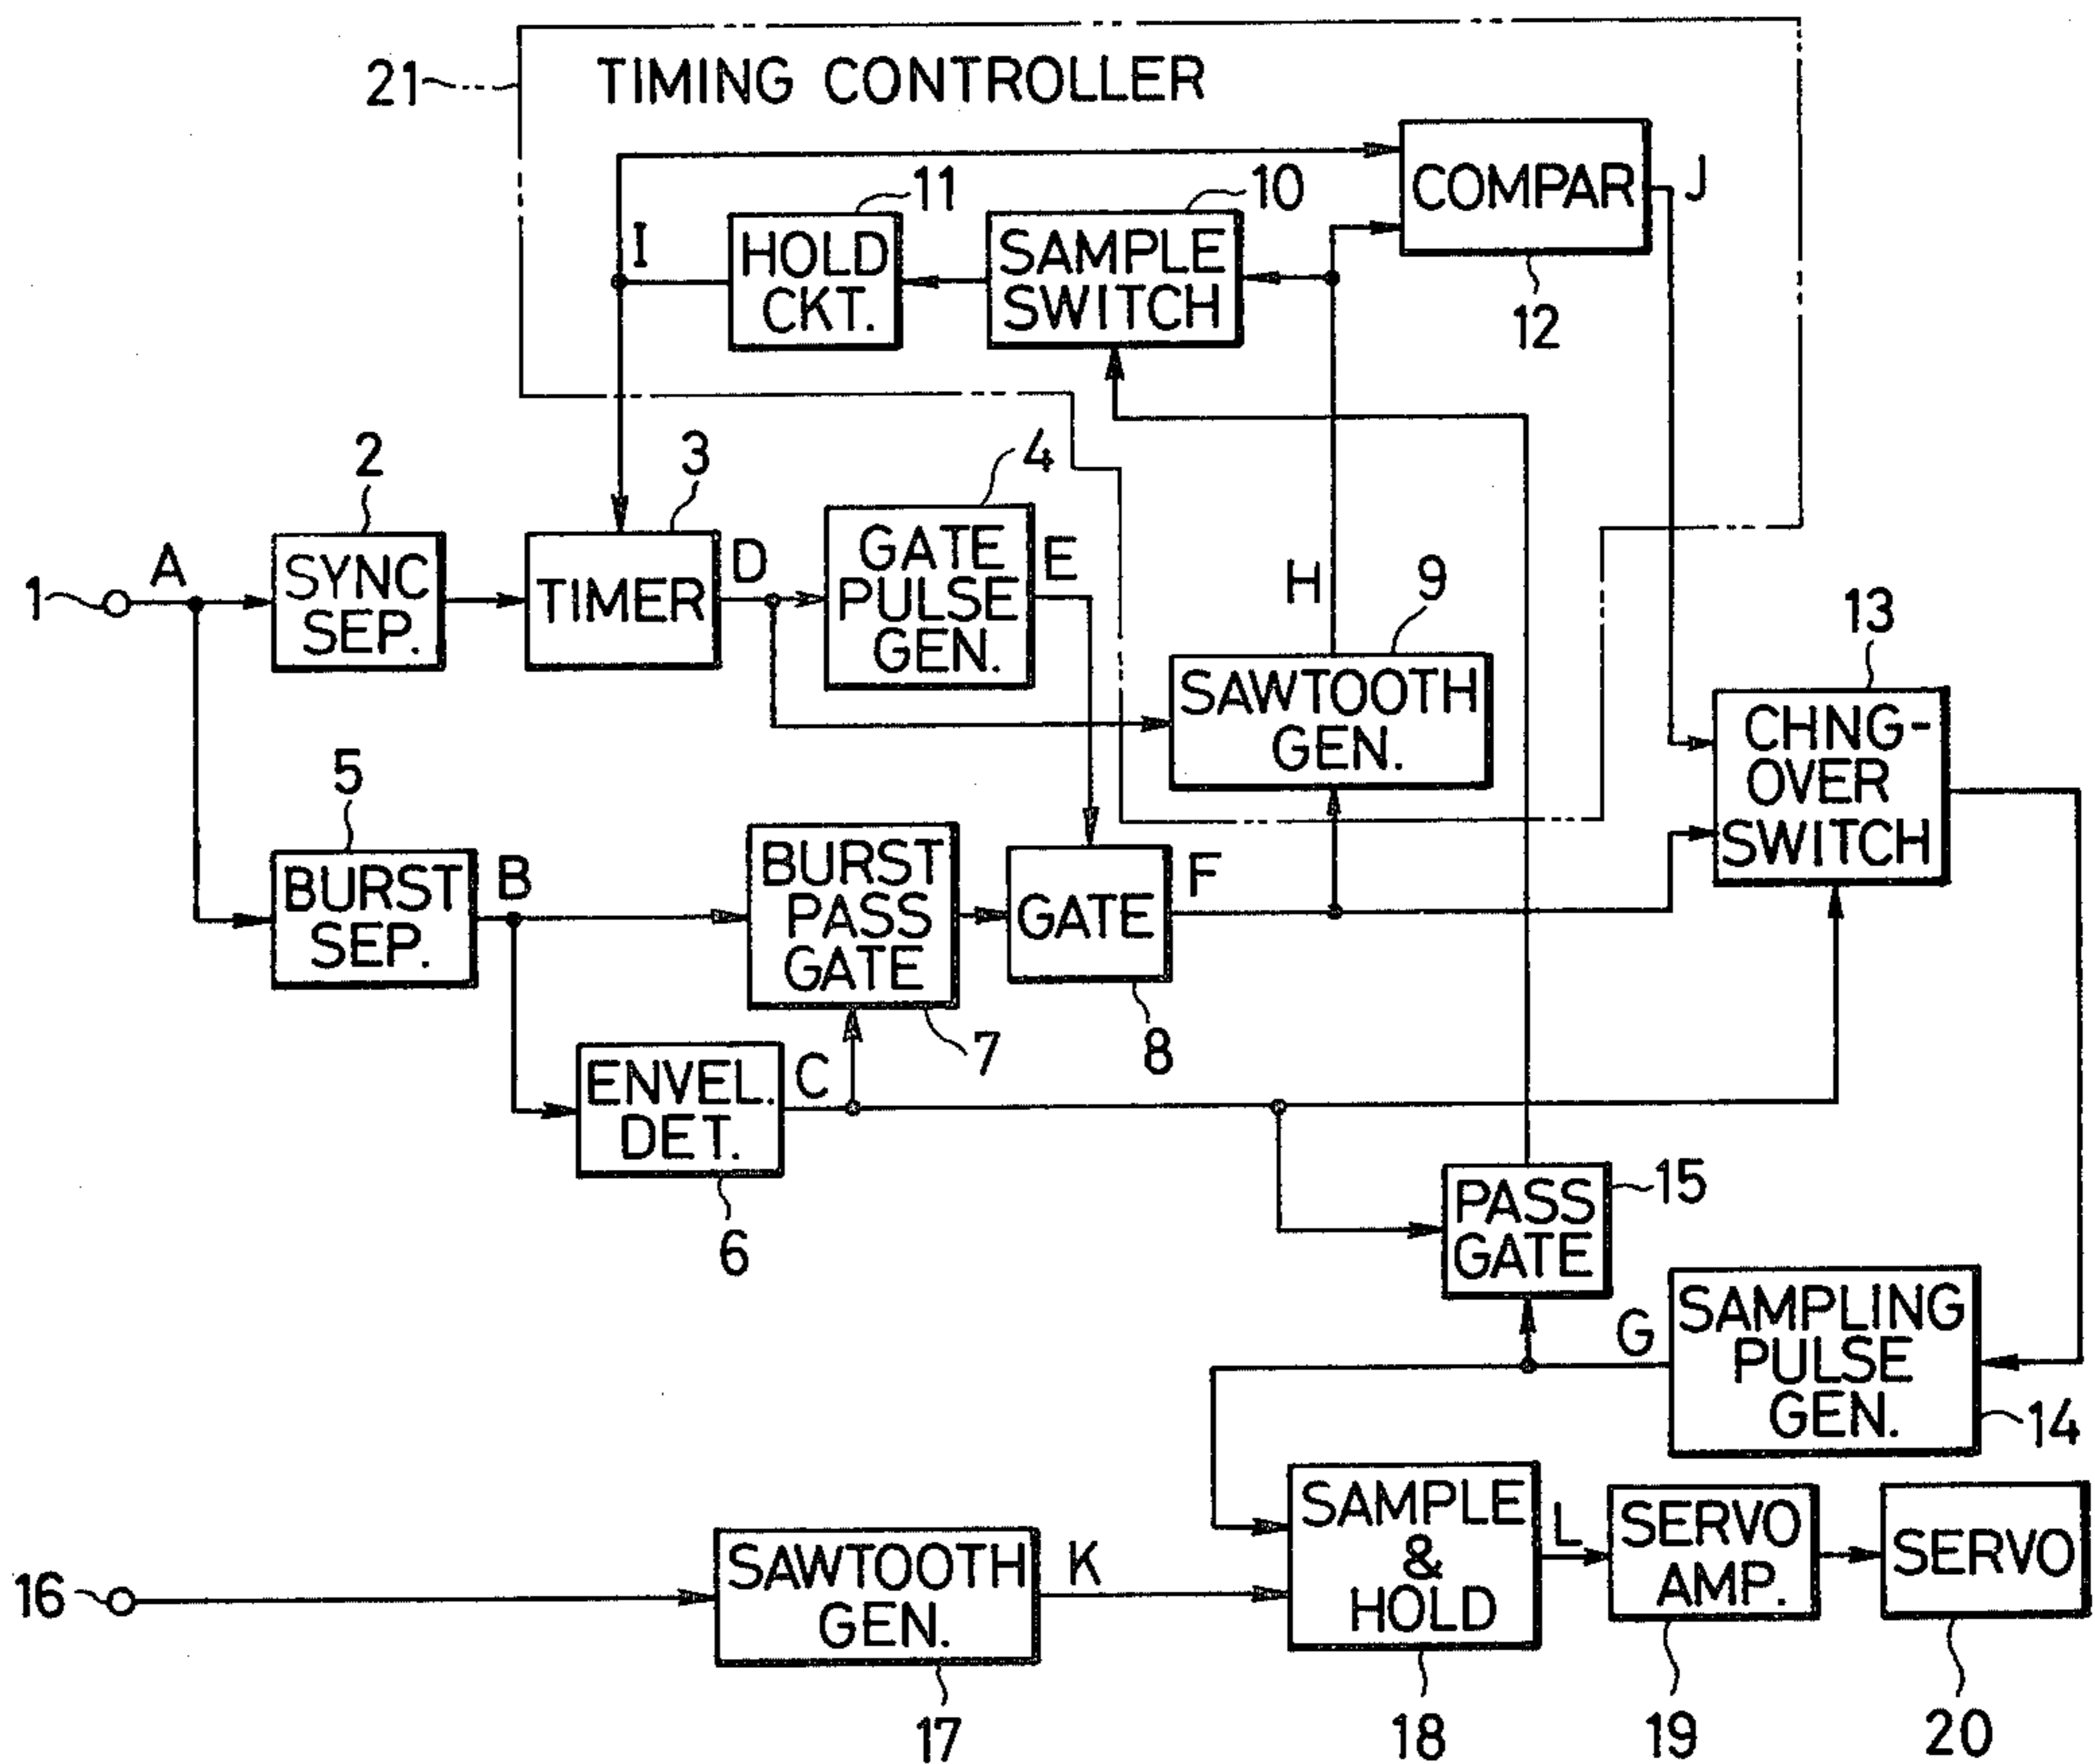 21
TIMING CONTROLLER
COMPAR
J
12
11
10
I
HOLD
CKT.
SAMPLE
SWITCH
2
3
4
A
1
SYNC
SEP.
TIMER
D
GATE
PULSE
GEN.
E
H
9
SAWTOOTH
GEN.
13
CHNG-
OVER
SWITCH
5
BURST
SEP.
B
BURST
PASS
GATE
7
GATE
F
8
ENVEL.
DET.
C
6
15
PASS
GATE
G
SAMPLING
PULSE
GEN.
14
16
SAWTOOTH
GEN.
K
17
SAMPLE
&
HOLD
L
18
SERVO
AMP.
19
SERVO
20